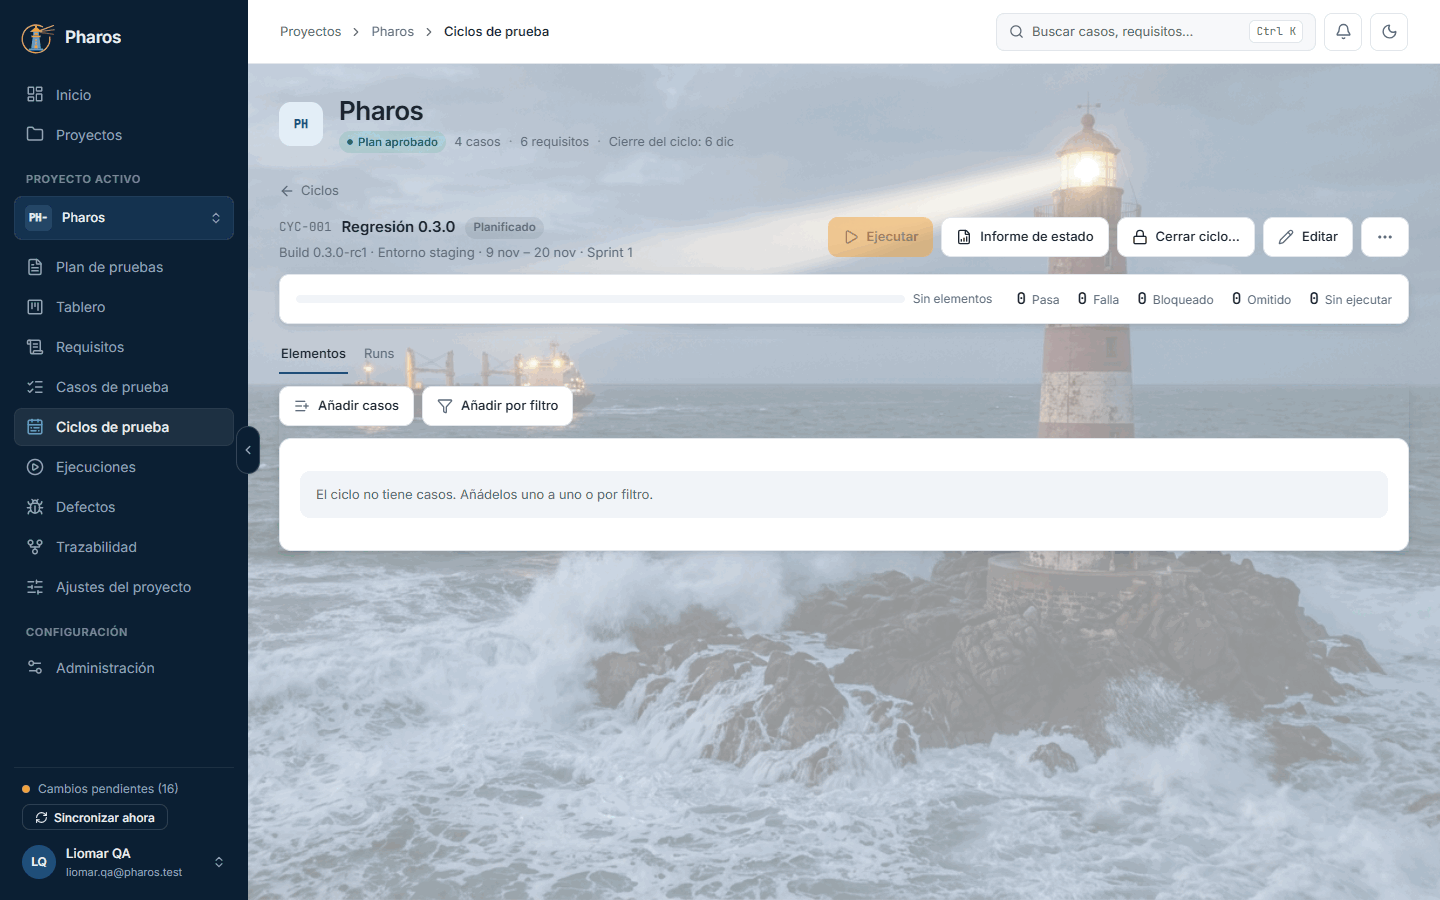 Pharos
Inicio
Proyectos
PROYECTO ACTIVO
PH- Pharos
Plan de pruebas
Tablero
Requisitos
Casos de prueba
Ciclos de prueba
Ejecuciones
Defectos
Trazabilidad
Ajustes del proyecto
CONFIGURACIÓN
Administración
Cambios pendientes (16)
Sincronizar ahora
LQ
Liomar QA
liomar.qa@pharos.test
Proyectos > Pharos > Ciclos de prueba
Buscar casos, requisitos... Ctrl K
PH
Pharos
Plan aprobado 4 casos · 6 requisitos · Cierre del ciclo: 6 dic
Ciclos
CYC-001 Regresión 0.3.0 Planificado
Build 0.3.0-rc1 · Entorno staging · 9 nov – 20 nov · Sprint 1
Ejecutar
Informe de estado
Cerrar ciclo...
Editar
Sin elementos 0 Pasa 0 Falla 0 Bloqueado 0 Omitido 0 Sin ejecutar
Elementos Runs
Añadir casos
Añadir por filtro
El ciclo no tiene casos. Añádelos uno a uno o por filtro.